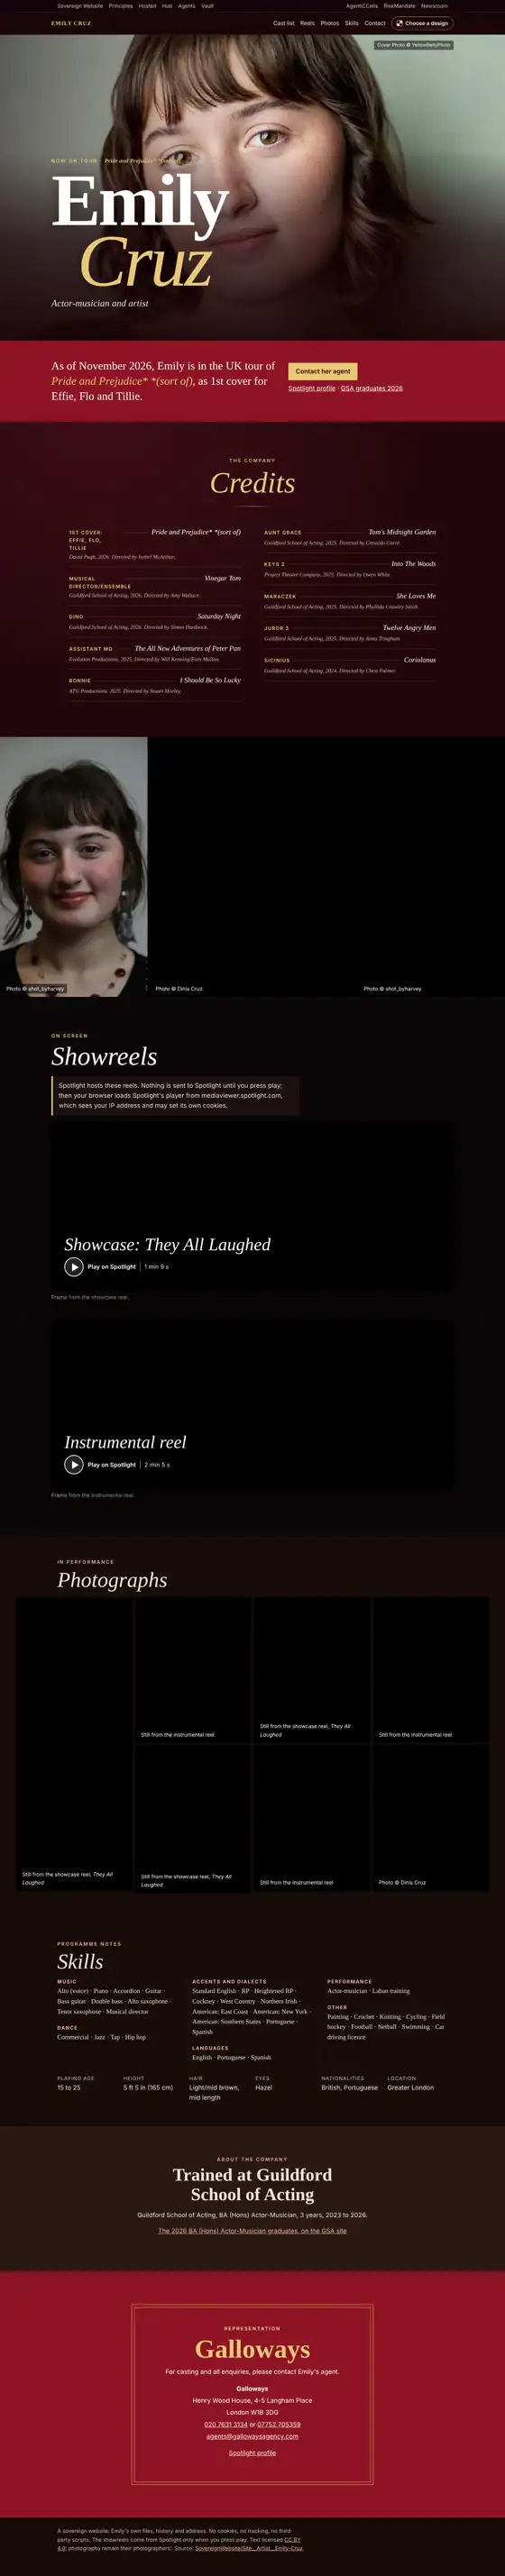 Sovereign Website Principles Hosted Hub Agents Vault AgenticCells RiskMandate Newsroom
EMILY CRUZ Cast list Reels Photos Skills Contact Choose a design
Cover Photo © YellowBellyPhoto
NOW ON TOUR · Pride and Prejudice* *(sort of)
Emily
Cruz
Actor-musician and artist
As of November 2026, Emily is in the UK tour of
Pride and Prejudice* *(sort of), as 1st cover for
Effie, Flo and Tillie.
Contact her agent
Spotlight profile · GSA graduates 2026
THE COMPANY
Credits
1ST COVER:
EFFIE, FLO,
TILLIE
Pride and Prejudice* *(sort of)
David Pugh, 2026. Directed by Isobel McArthur.
MUSICAL
DIRECTOR/ENSEMBLE
Vinegar Tom
Guildford School of Acting, 2026. Directed by Amy Wallace.
DINO Saturday Night
Guildford School of Acting, 2026. Directed by Simon Hardwick.
ASSISTANT MD The All New Adventures of Peter Pan
Evolution Productions, 2025. Directed by Will Kenning/Evin Mullan.
BONNIE I Should Be So Lucky
ATG Productions, 2025. Directed by Stuart Morley.
AUNT GRACE Tom's Midnight Garden
Guildford School of Acting, 2025. Directed by Cressida Carré.
KEYS 2 Into The Woods
Project Theatre Company, 2025. Directed by Owen White.
MARACZEK She Loves Me
Guildford School of Acting, 2025. Directed by Phyllida Crowley Smith.
JUROR 3 Twelve Angry Men
Guildford School of Acting, 2025. Directed by Anna Tringham.
SICINIUS Coriolanus
Guildford School of Acting, 2024. Directed by Chris Palmer.
Photo © shot_byharvey
Photo © Dinis Cruz
Photo © shot_byharvey
ON SCREEN
Showreels
Spotlight hosts these reels. Nothing is sent to Spotlight until you press play;
then your browser loads Spotlight's player from mediaviewer.spotlight.com,
which sees your IP address and may set its own cookies.
Showcase: They All Laughed
Play on Spotlight 1 min 9 s
Frame from the showcase reel.
Instrumental reel
Play on Spotlight 2 min 5 s
Frame from the instrumental reel.
IN PERFORMANCE
Photographs
Still from the instrumental reel
Still from the showcase reel, They All
Laughed
Still from the instrumental reel
Still from the showcase reel, They All
Laughed
Still from the showcase reel, They All
Laughed
Still from the instrumental reel
Photo © Dinis Cruz
PROGRAMME NOTES
Skills
MUSIC
Alto (voice) · Piano · Accordion · Guitar ·
Bass guitar · Double bass · Alto saxophone ·
Tenor saxophone · Musical director
DANCE
Commercial · Jazz · Tap · Hip hop
ACCENTS AND DIALECTS
Standard English · RP · Heightened RP ·
Cockney · West Country · Northern Irish ·
American: East Coast · American: New York ·
American: Southern States · Portuguese ·
Spanish
LANGUAGES
English · Portuguese · Spanish
PERFORMANCE
Actor-musician · Laban training
OTHER
Painting · Crochet · Knitting · Cycling · Field
hockey · Football · Netball · Swimming · Car
driving licence
PLAYING AGE
15 to 25
HEIGHT
5 ft 5 in (165 cm)
HAIR
Light/mid brown,
mid length
EYES
Hazel
NATIONALITIES
British, Portuguese
LOCATION
Greater London
ABOUT THE COMPANY
Trained at Guildford
School of Acting
Guildford School of Acting, BA (Hons) Actor-Musician, 3 years, 2023 to 2026.
The 2026 BA (Hons) Actor-Musician graduates, on the GSA site
REPRESENTATION
Galloways
For casting and all enquiries, please contact Emily's agent.
Galloways
Henry Wood House, 4-5 Langham Place
London W1B 3DG
020 7631 3134 or 07752 705359
agents@gallowaysagency.com
Spotlight profile
A sovereign website: Emily's own files, history and address. No cookies, no tracking, no third-
party scripts. The showreels come from Spotlight only when you press play. Text licensed CC BY
4.0; photographs remain their photographers'. Source: SovereignWebsite/Site__Artist__Emily-Cruz.